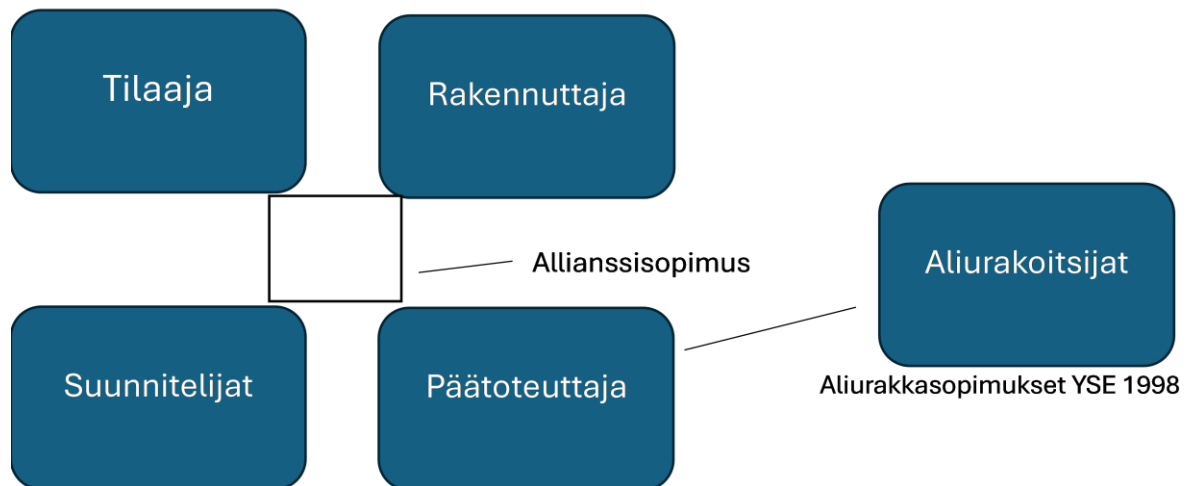 Tilaaja
Rakennuttaja
Allianssisopimus
Aliurakoitsijat
Suunnitelijat
Päätoteuttaja
Aliurakkasopimukset YSE 1998